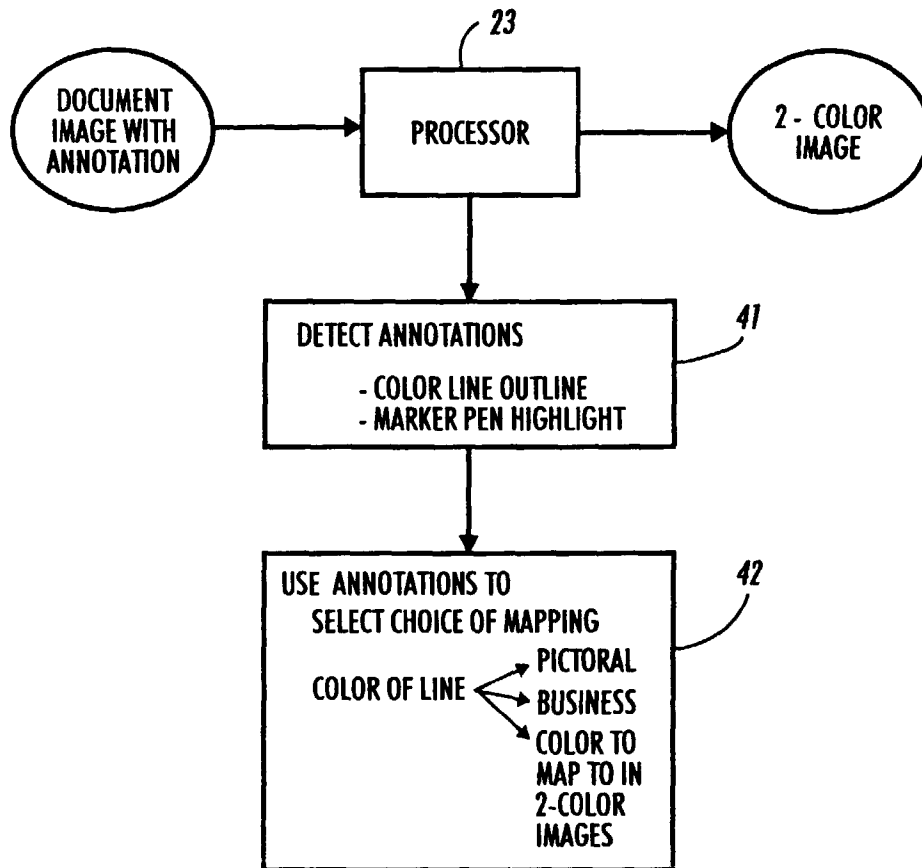 23
DOCUMENT
IMAGE WITH
ANNOTATION
PROCESSOR
2 - COLOR
IMAGE
41
DETECT ANNOTATIONS
- COLOR LINE OUTLINE
- MARKER PEN HIGHLIGHT
42
USE ANNOTATIONS TO
SELECT CHOICE OF MAPPING
COLOR OF LINE
PICTORAL
BUSINESS
COLOR TO
MAP TO IN
2-COLOR
IMAGES